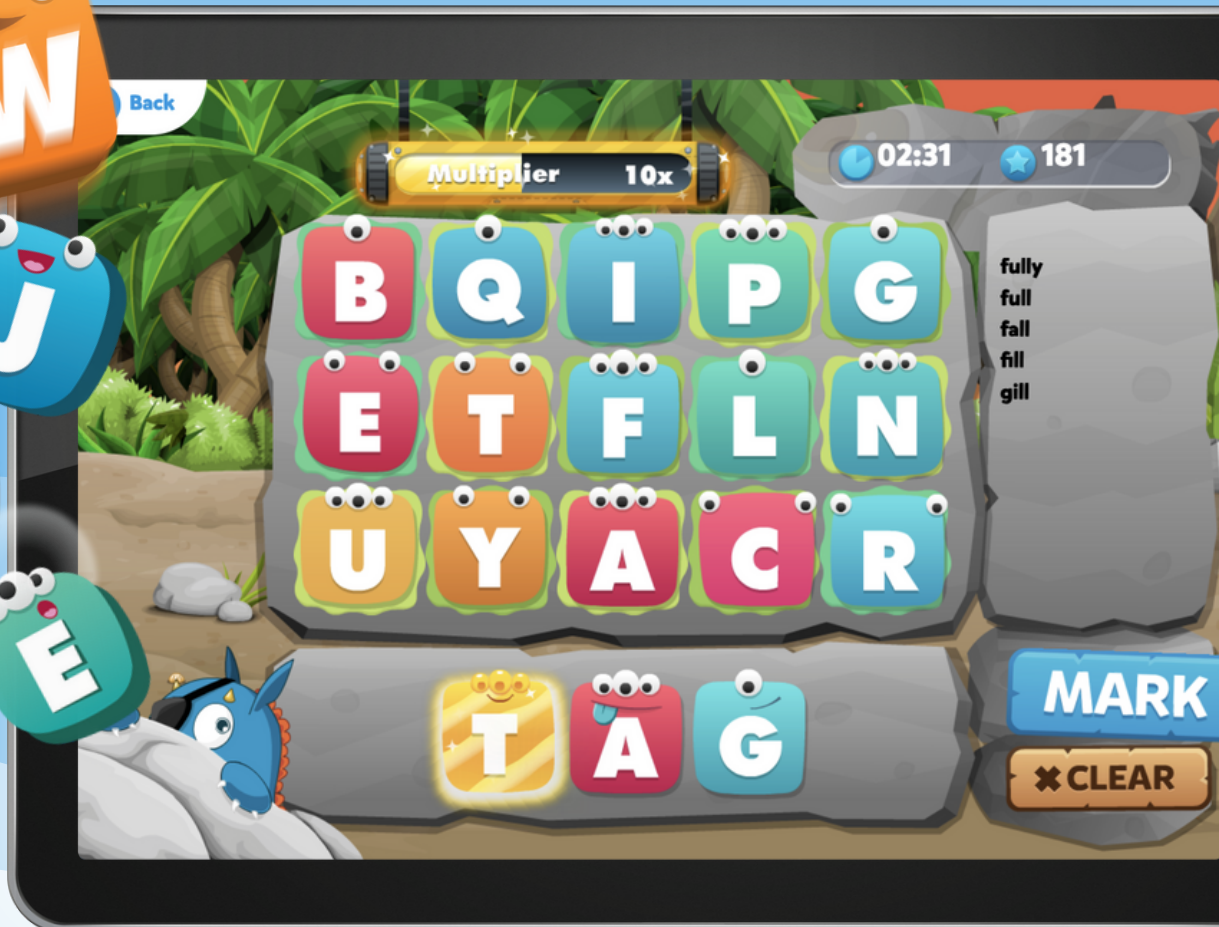 W
Back
02:31
181
Multiplier 10x
J
B Q I P G
fully
full
fall
fill
gill
E T F L N
U Y A C R
E
T A G
MARK
✖ CLEAR